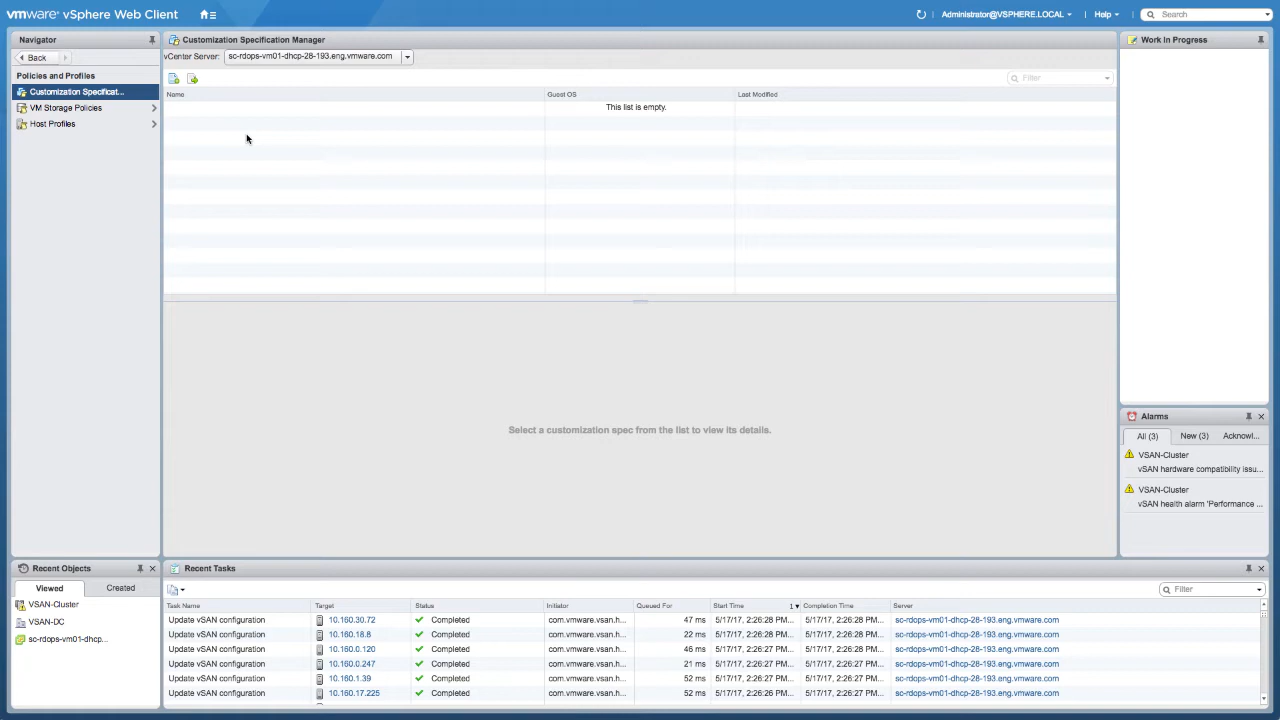 vmware® vSphere Web Client
Administrator@VSPHERE.LOCAL
Help
Search
Navigator
Back
Policies and Profiles
Customization Specificat...
VM Storage Policies
Host Profiles
Customization Specification Manager
vCenter Server: sc-rdops-vm01-dhcp-28-193.eng.vmware.com
Filter
Name Guest OS Last Modified
This list is empty.
Select a customization spec from the list to view its details.
Work In Progress
Alarms
All (3) New (3) Acknowl...
VSAN-Cluster
vSAN hardware compatibility issu...
VSAN-Cluster
vSAN health alarm 'Performance ...
Recent Objects
Viewed Created
VSAN-Cluster
VSAN-DC
sc-rdops-vm01-dhcp...
Recent Tasks
Filter
Task Name Target Status Initiator Queued For Start Time 1 Completion Time Server
Update vSAN configuration 10.160.30.72 Completed com.vmware.vsan.h... 47 ms 5/17/17, 2:26:28 PM... 5/17/17, 2:26:28 PM... sc-rdops-vm01-dhcp-28-193.eng.vmware.com
Update vSAN configuration 10.160.18.8 Completed com.vmware.vsan.h... 22 ms 5/17/17, 2:26:28 PM... 5/17/17, 2:26:28 PM... sc-rdops-vm01-dhcp-28-193.eng.vmware.com
Update vSAN configuration 10.160.0.120 Completed com.vmware.vsan.h... 46 ms 5/17/17, 2:26:28 PM... 5/17/17, 2:26:28 PM... sc-rdops-vm01-dhcp-28-193.eng.vmware.com
Update vSAN configuration 10.160.0.247 Completed com.vmware.vsan.h... 21 ms 5/17/17, 2:26:27 PM... 5/17/17, 2:26:27 PM... sc-rdops-vm01-dhcp-28-193.eng.vmware.com
Update vSAN configuration 10.160.1.39 Completed com.vmware.vsan.h... 52 ms 5/17/17, 2:26:27 PM... 5/17/17, 2:26:27 PM... sc-rdops-vm01-dhcp-28-193.eng.vmware.com
Update vSAN configuration 10.160.17.225 Completed com.vmware.vsan.h... 52 ms 5/17/17, 2:26:26 PM... 5/17/17, 2:26:27 PM... sc-rdops-vm01-dhcp-28-193.eng.vmware.com